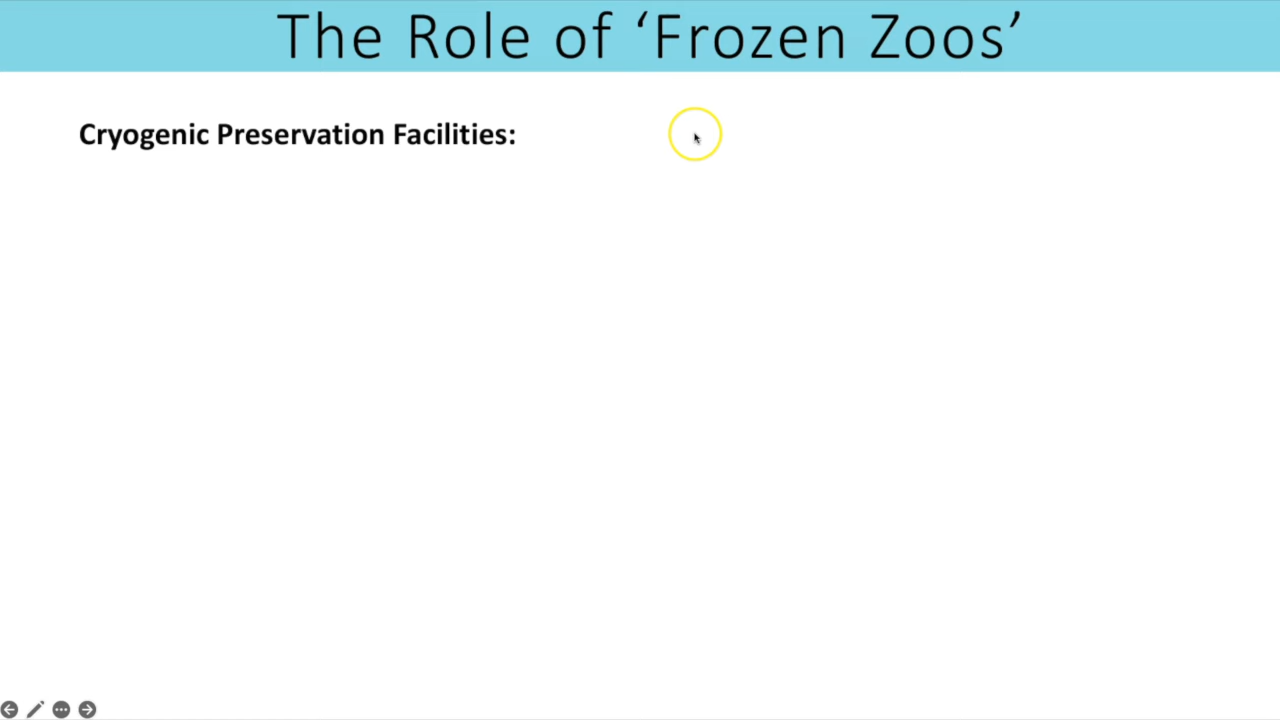 The Role of ‘Frozen Zoos’
Cryogenic Preservation Facilities: